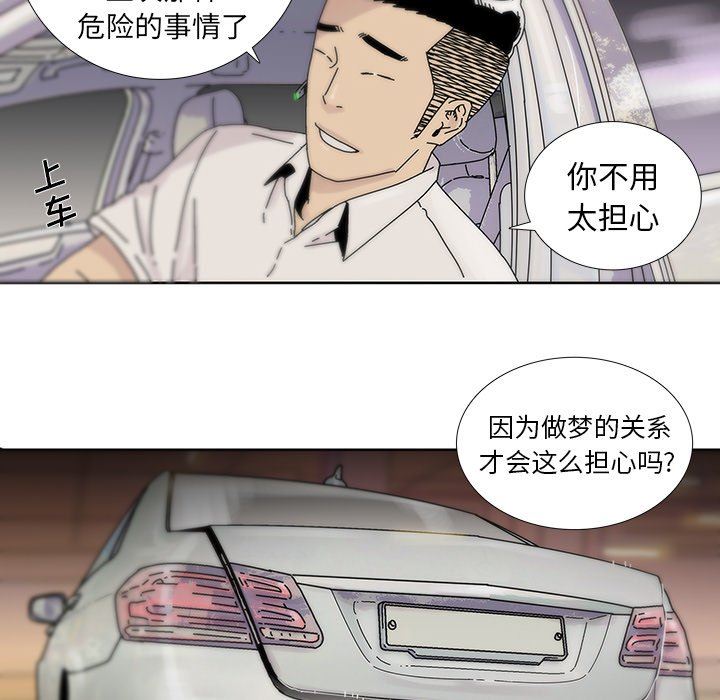 危险的事情了
上车
你不用
太担心
因为做梦的关系
才会这么担心吗?